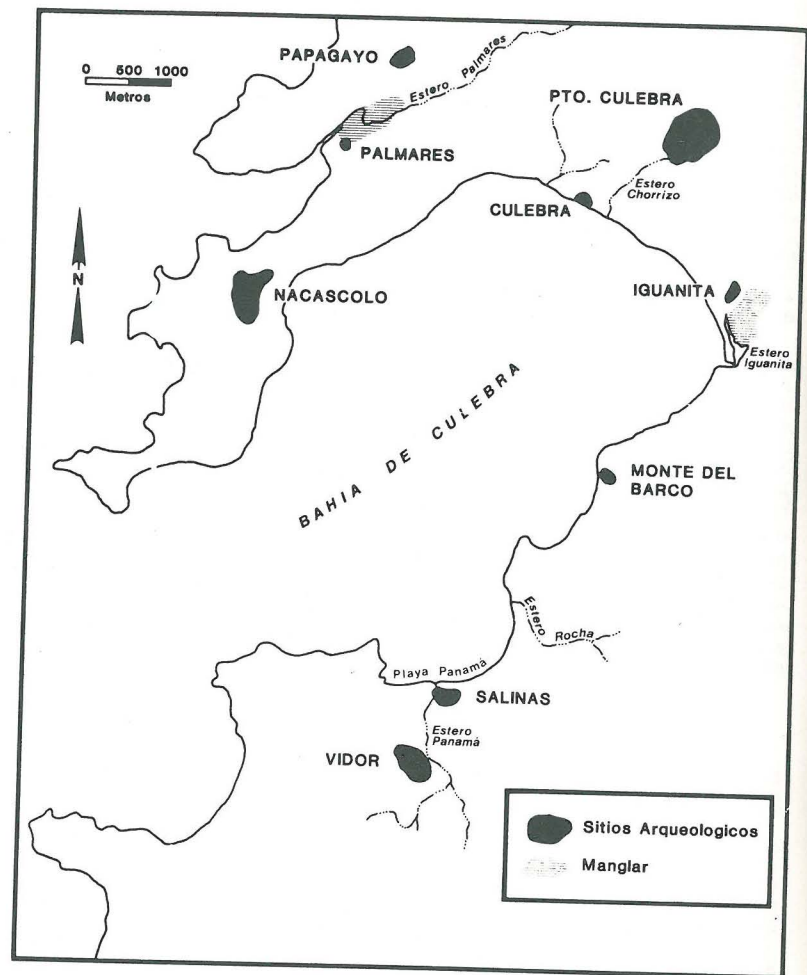 PAPAGAYO
0 500 1000
Metros
Estero Palmares
PTO. CULEBRA
PALMARES
Estero
Chorrizo
CULEBRA
N
NACASCOLO
IGUANITA
Estero
Iguanita
BAHIA DE CULEBRA
MONTE DEL
BARCO
Estero Rocha
Playa Panamá
SALINAS
Estero
Panamá
VIDOR
Sitios Arqueologicos
Manglar